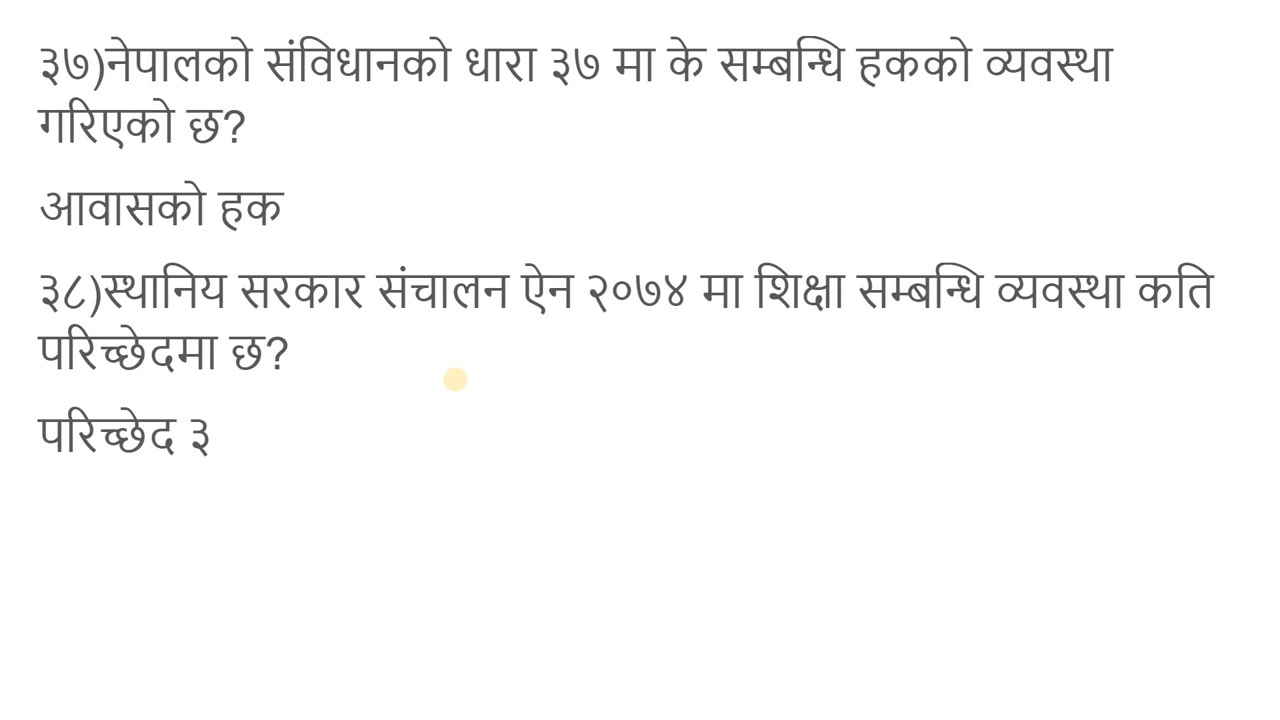 ३७)नेपालको संविधानको धारा ३७ मा के सम्बन्धि हकको व्यवस्था
गरिएको छ?
आवासको हक
३८)स्थानिय सरकार संचालन ऐन २०७४ मा शिक्षा सम्बन्धि व्यवस्था कति
परिच्छेदमा छ?
परिच्छेद ३